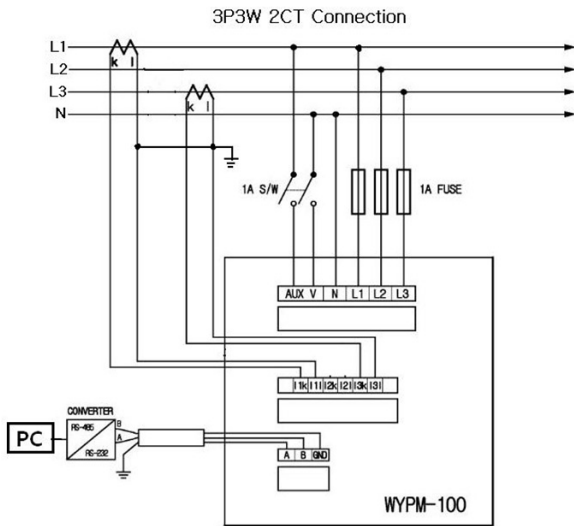 3P3W 2CT Connection
L1
k l
L2
L3
k l
N
1A S/W
1A FUSE
AUX V N L1 L2 L3
I1k I1l I2k I2l I3k I3l
CONVERTER
RS-485
B
PC
A
RS-232
A B GND
WYPM-100